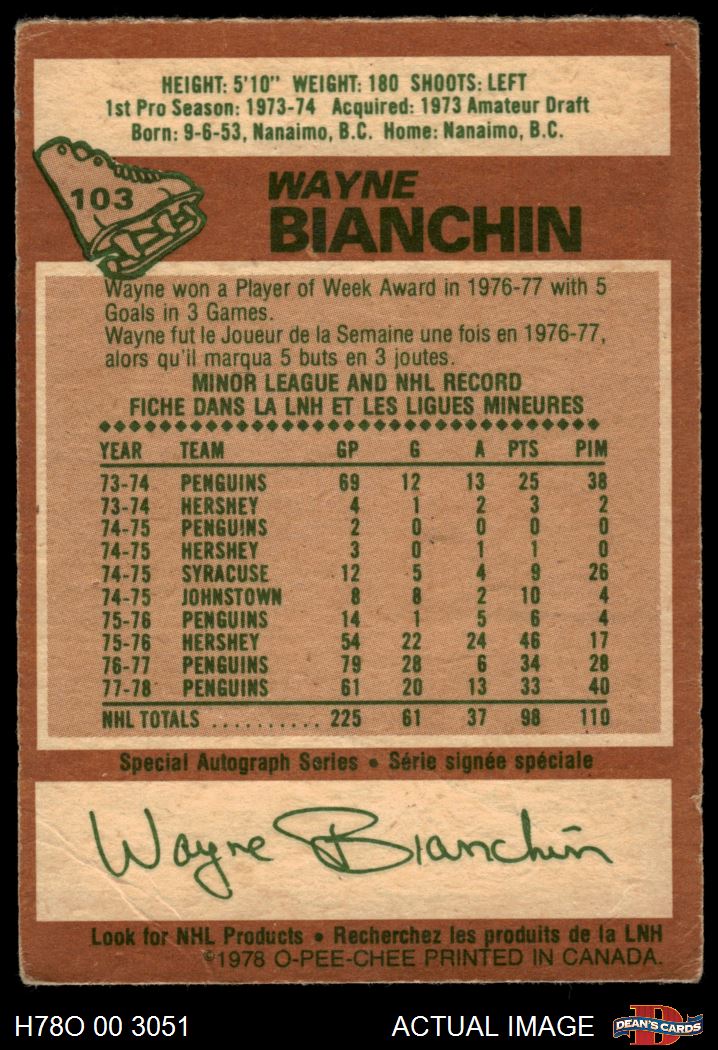 HEIGHT: 5'10" WEIGHT: 180 SHOOTS: LEFT
1st Pro Season: 1973-74 Acquired: 1973 Amateur Draft
Born: 9-6-53, Nanaimo, B.C. Home: Nanaimo, B.C.
103
WAYNE
BIANCHIN
Wayne won a Player of Week Award in 1976-77 with 5
Goals in 3 Games.
Wayne fut le Joueur de la Semaine une fois en 1976-77,
alors qu'il marqua 5 buts en 3 joutes.
MINOR LEAGUE AND NHL RECORD
FICHE DANS LA LNH ET LES LIGUES MINEURES
YEAR TEAM GP G A PTS PIM
73-74 PENGUINS 69 12 13 25 38
73-74 HERSHEY 4 1 2 3 2
74-75 PENGUINS 2 0 0 0 0
74-75 HERSHEY 3 0 1 1 0
74-75 SYRACUSE 12 5 4 9 26
74-75 JOHNSTOWN 8 8 2 10 4
75-76 PENGUINS 14 1 5 6 4
75-76 HERSHEY 54 22 24 46 17
76-77 PENGUINS 79 28 6 34 28
77-78 PENGUINS 61 20 13 33 40
NHL TOTALS .......... 225 61 37 98 110
Special Autograph Series • Série signée spéciale
Wayne Bianchin
Look for NHL Products • Recherchez les produits de la LNH
©1978 O-PEE-CHEE PRINTED IN CANADA.
H78O 00 3051 ACTUAL IMAGE D DEAN'S CARDS